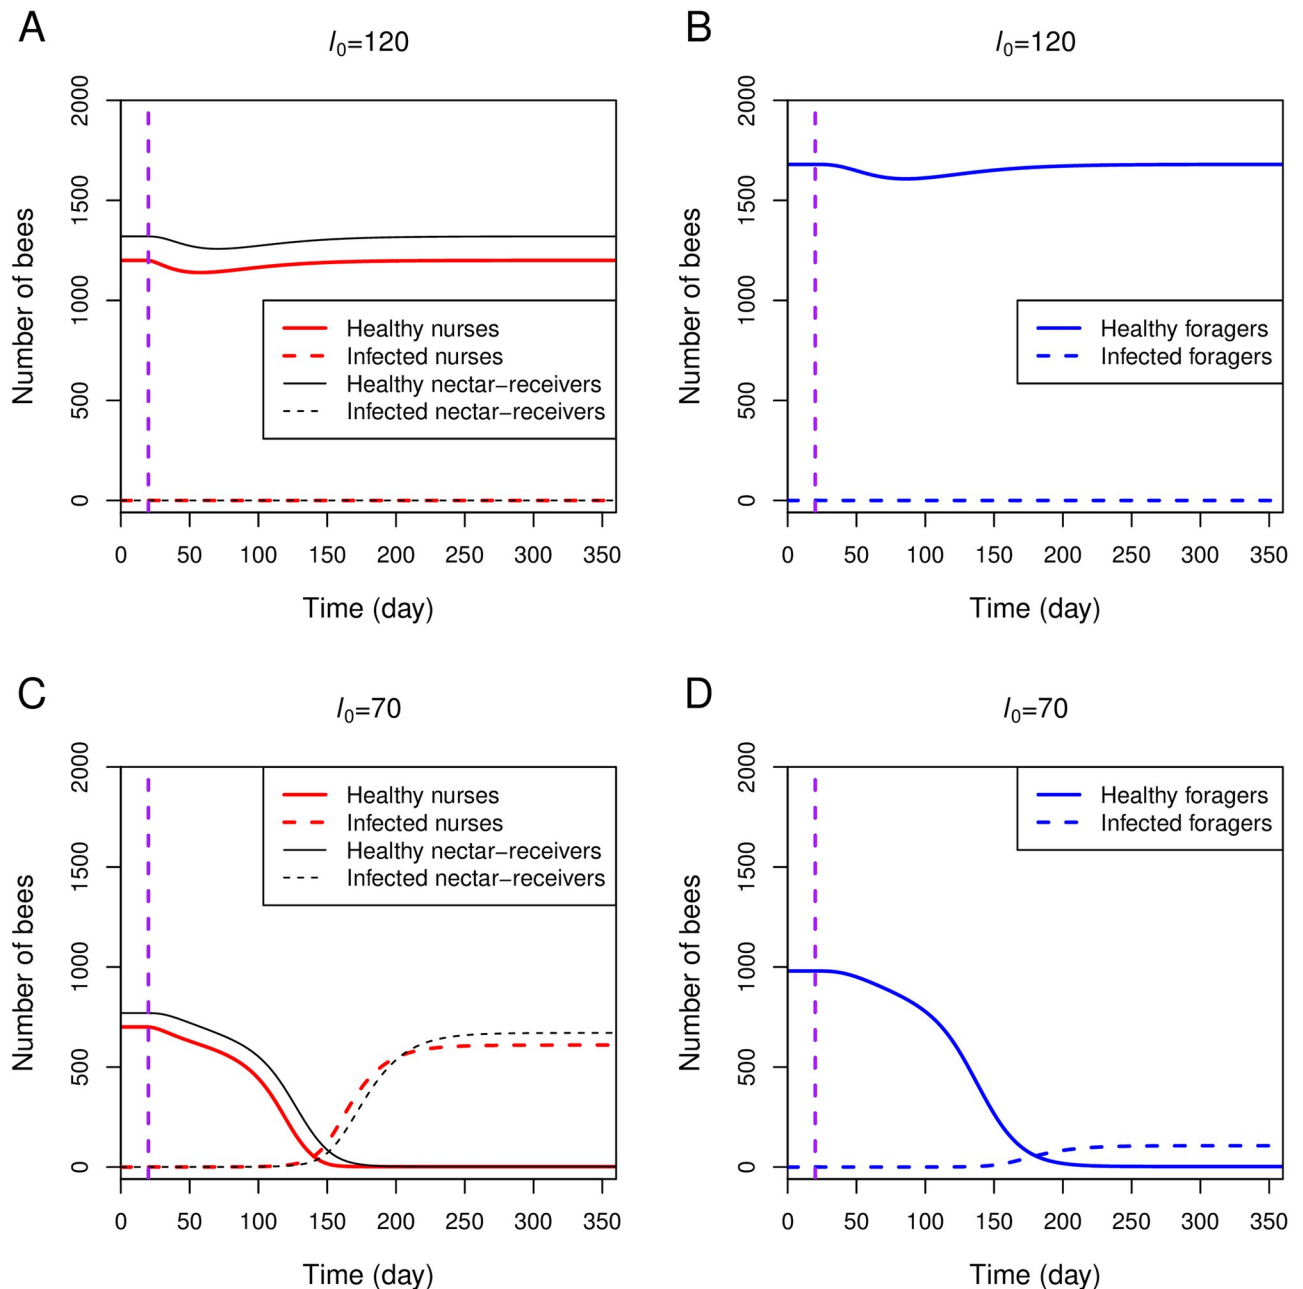 A
l0=120
Number of bees
2000
1500
1000
500
0
Healthy nurses
Infected nurses
Healthy nectar−receivers
Infected nectar−receivers
0 50 100 150 200 250 300 350
Time (day)
B
l0=120
Number of bees
2000
1500
1000
500
0
Healthy foragers
Infected foragers
0 50 100 150 200 250 300 350
Time (day)
C
l0=70
Number of bees
2000
1500
1000
500
0
Healthy nurses
Infected nurses
Healthy nectar−receivers
Infected nectar−receivers
0 50 100 150 200 250 300 350
Time (day)
D
l0=70
Number of bees
2000
1500
1000
500
0
Healthy foragers
Infected foragers
0 50 100 150 200 250 300 350
Time (day)